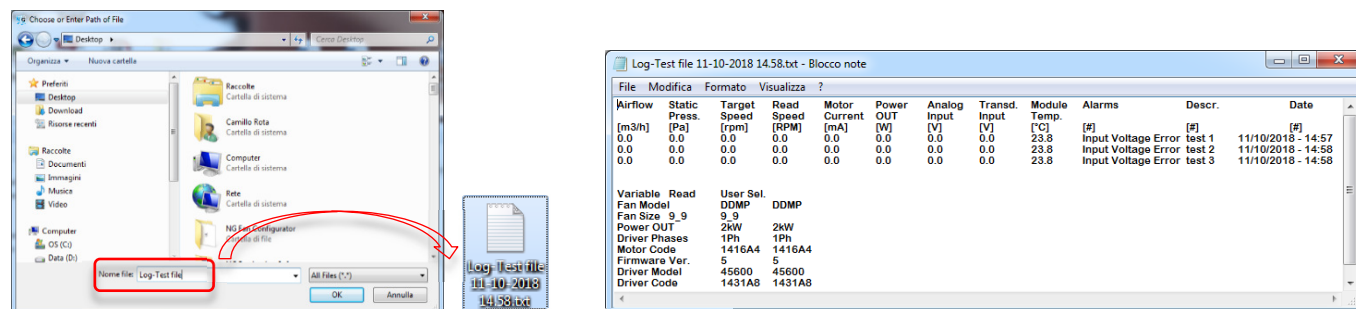 Choose or Enter Path of File
Desktop
Cerca Desktop
Organizza Nuova cartella
Preferiti
Desktop
Download
Risorse recenti
Raccolte
Documenti
Immagini
Musica
Video
Computer
OS (C:)
Data (D:)
Raccolte
Cartella di sistema
Camillo Rota
Cartella di sistema
Computer
Cartella di sistema
Rete
Cartella di sistema
NG Fan Configurator
Cartella di file
Nome file: Log-Test file
All Files (*.*)
OK Annulla
Log-Test file
11-10-2018
14.58.txt
Log-Test file 11-10-2018 14.58.txt - Blocco note
File Modifica Formato Visualizza ?
Airflow Static Target Read Motor Power Analog Transd. Module Alarms Descr. Date
Press. Speed Speed Current OUT Input Input Temp.
[m3/h] [Pa] [rpm] [RPM] [mA] [W] [V] [V] [°C] [#] [#] [#]
0.0 0.0 0.0 0.0 0.0 0.0 0.0 0.0 23.8 Input Voltage Error test 1 11/10/2018 - 14:57
0.0 0.0 0.0 0.0 0.0 0.0 0.0 0.0 23.8 Input Voltage Error test 2 11/10/2018 - 14:58
0.0 0.0 0.0 0.0 0.0 0.0 0.0 0.0 23.8 Input Voltage Error test 3 11/10/2018 - 14:58
Variable Read User Sel.
Fan Model DDMP DDMP
Fan Size 9_9 9_9
Power OUT 2kW 2kW
Driver Phases 1Ph 1Ph
Motor Code 1416A4 1416A4
Firmware Ver. 5 5
Driver Model 45600 45600
Driver Code 1431A8 1431A8